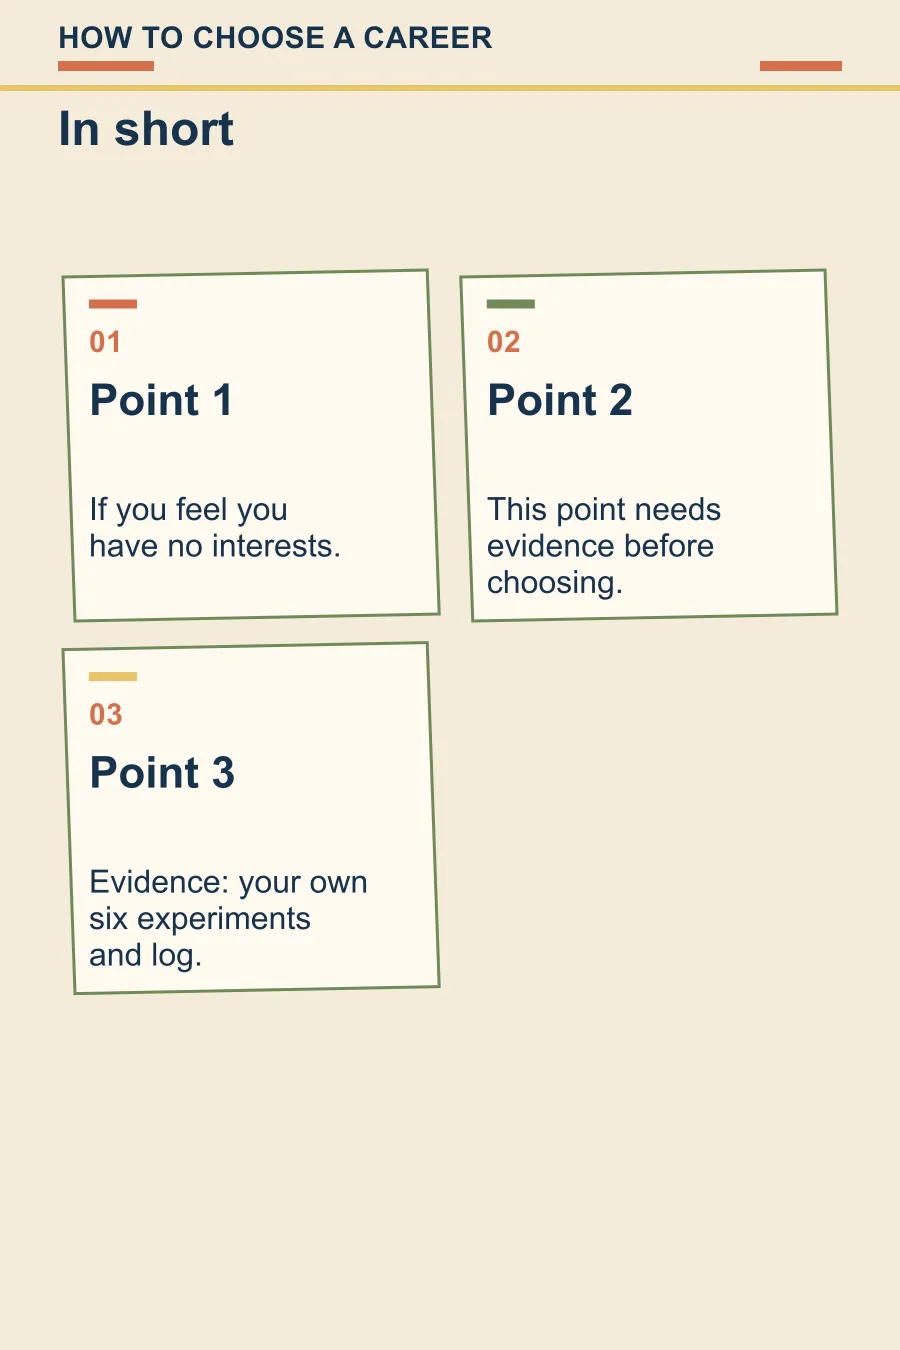 HOW TO CHOOSE A CAREER
In short
01
Point 1
If you feel you
have no interests.
02
Point 2
This point needs
evidence before
choosing.
03
Point 3
Evidence: your own
six experiments
and log.